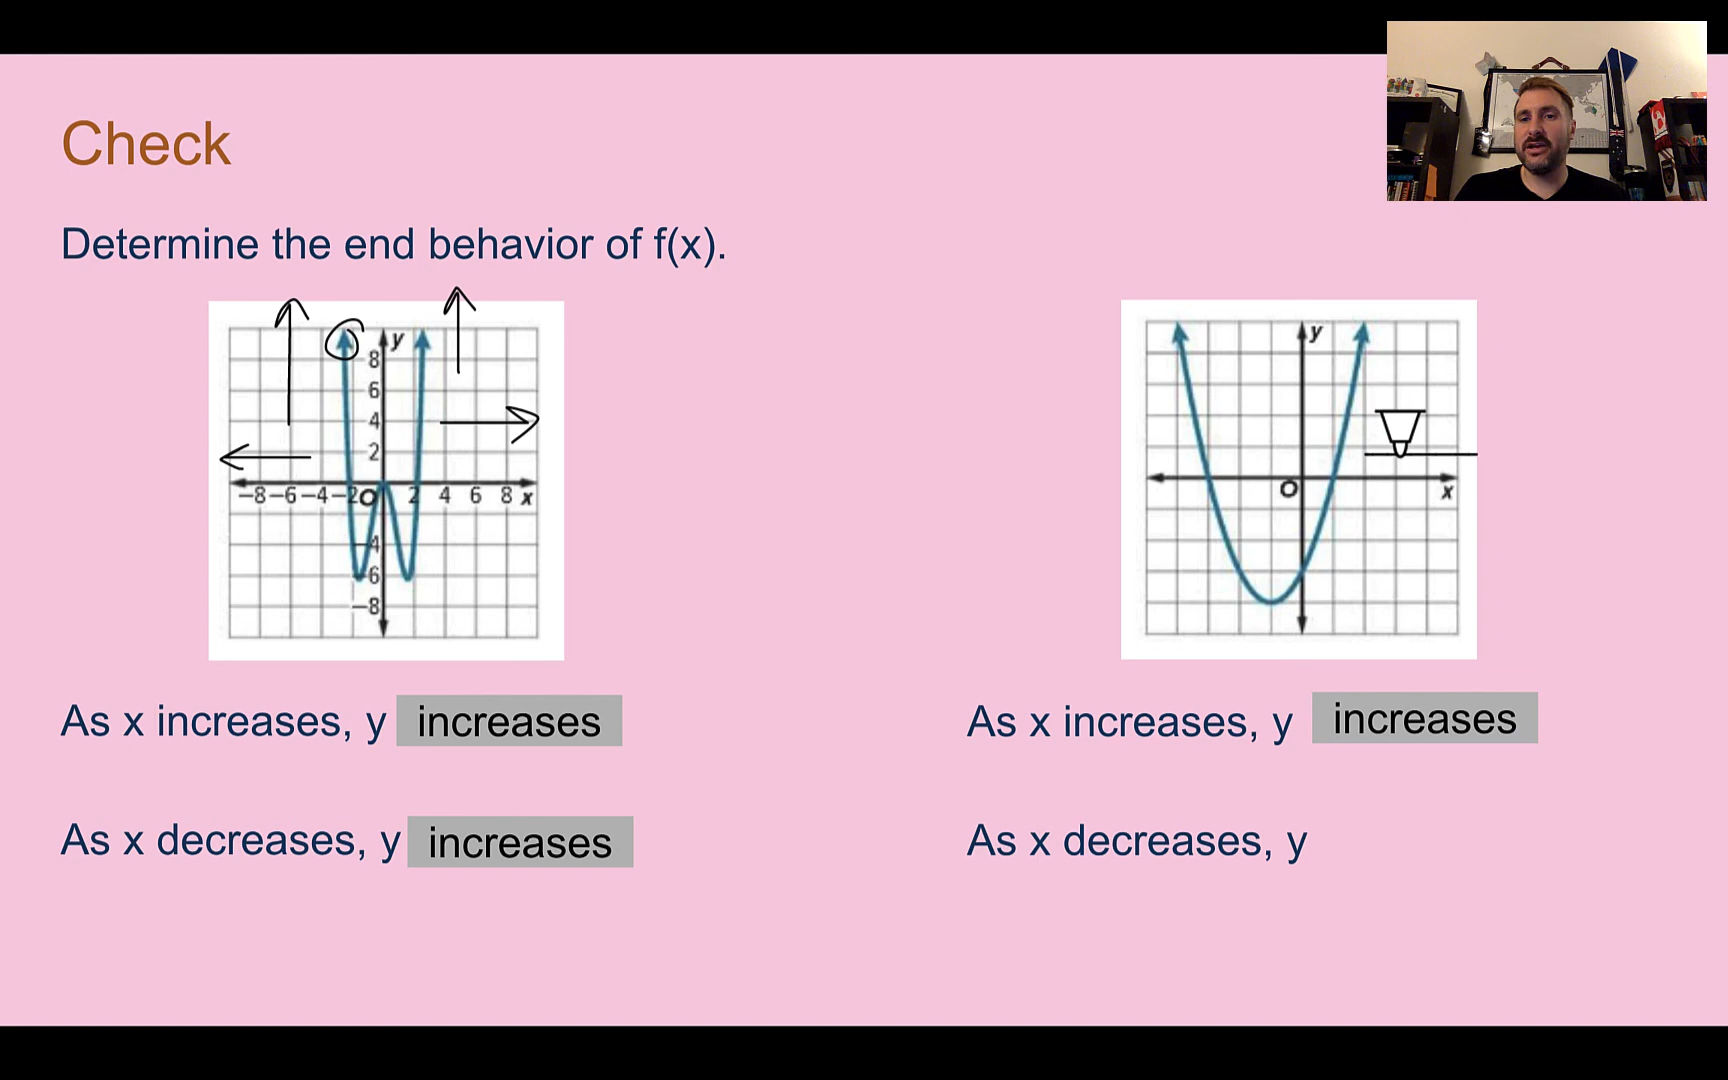 Check
Determine the end behavior of f(x).
y
8
6
4
2
−8−6−4−2O 2 4 6 8 x
−4
−6
−8
y
O
x
As x increases, y increases
As x decreases, y increases
As x increases, y increases
As x decreases, y